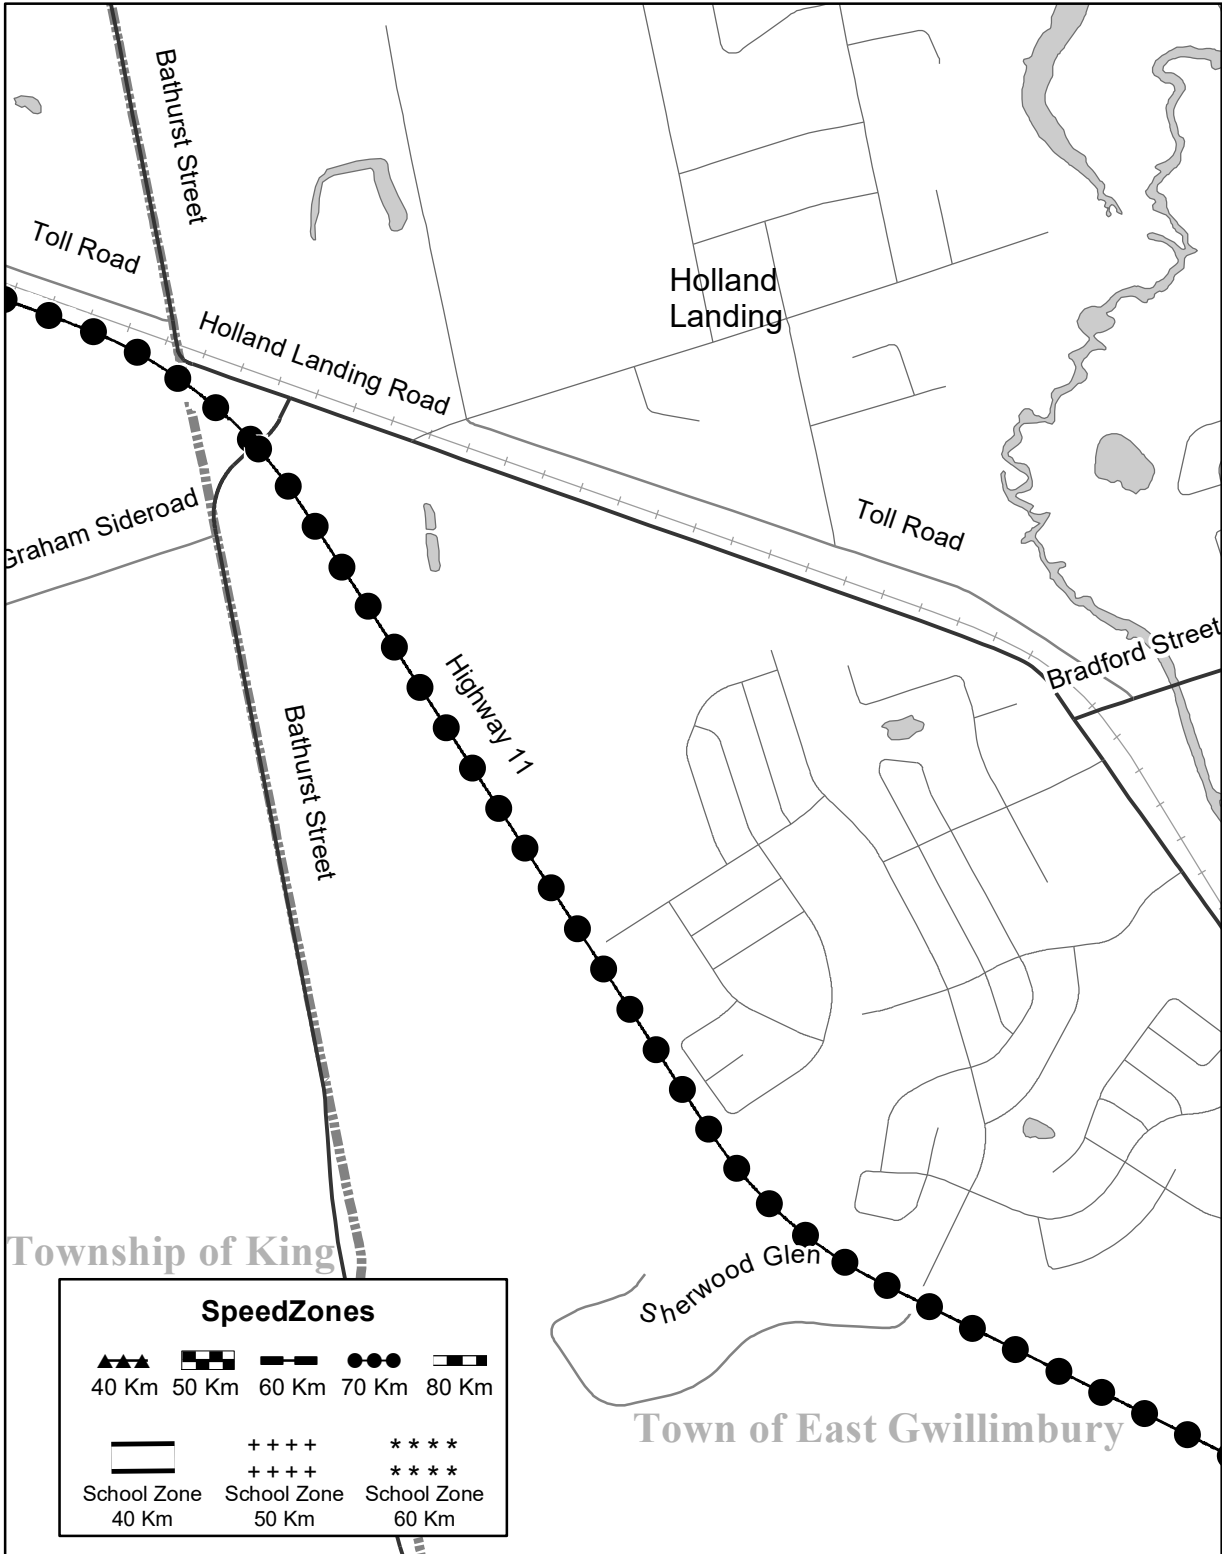 Bathurst Street
Toll Road
Holland Landing Road
Holland
Landing
Graham Sideroad
Toll Road
Bradford Street
Highway 11
Bathurst Street
Sherwood Glen
Township of King
Town of East Gwillimbury
SpeedZones
40 Km 50 Km 60 Km 70 Km 80 Km
School Zone School Zone School Zone
40 Km 50 Km 60 Km